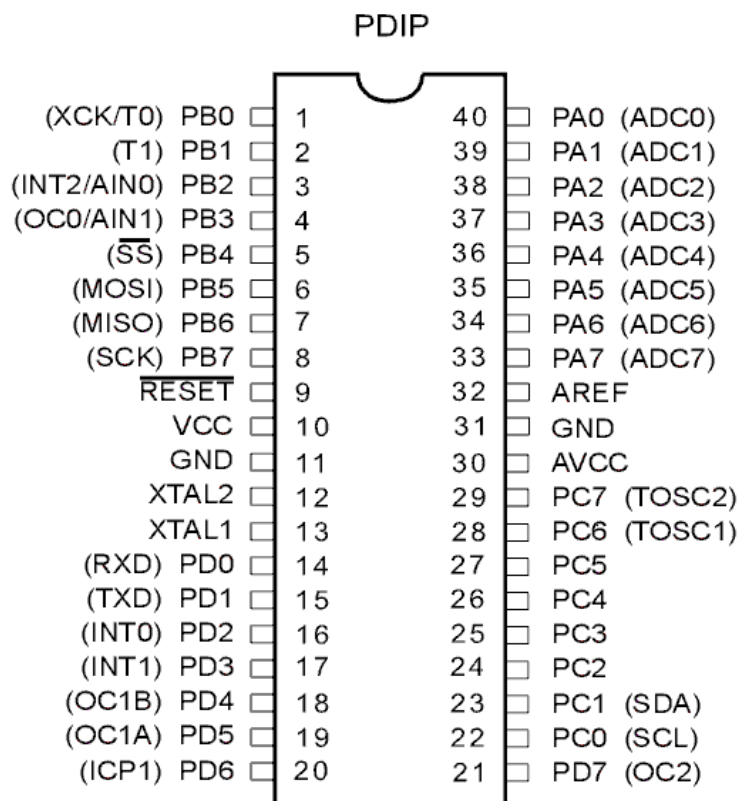 PDIP
(XCK/T0) PB0 1 40 PA0 (ADC0)
(T1) PB1 2 39 PA1 (ADC1)
(INT2/AIN0) PB2 3 38 PA2 (ADC2)
(OC0/AIN1) PB3 4 37 PA3 (ADC3)
(S̅S̅) PB4 5 36 PA4 (ADC4)
(MOSI) PB5 6 35 PA5 (ADC5)
(MISO) PB6 7 34 PA6 (ADC6)
(SCK) PB7 8 33 PA7 (ADC7)
R̅E̅S̅E̅T̅ 9 32 AREF
VCC 10 31 GND
GND 11 30 AVCC
XTAL2 12 29 PC7 (TOSC2)
XTAL1 13 28 PC6 (TOSC1)
(RXD) PD0 14 27 PC5
(TXD) PD1 15 26 PC4
(INT0) PD2 16 25 PC3
(INT1) PD3 17 24 PC2
(OC1B) PD4 18 23 PC1 (SDA)
(OC1A) PD5 19 22 PC0 (SCL)
(ICP1) PD6 20 21 PD7 (OC2)